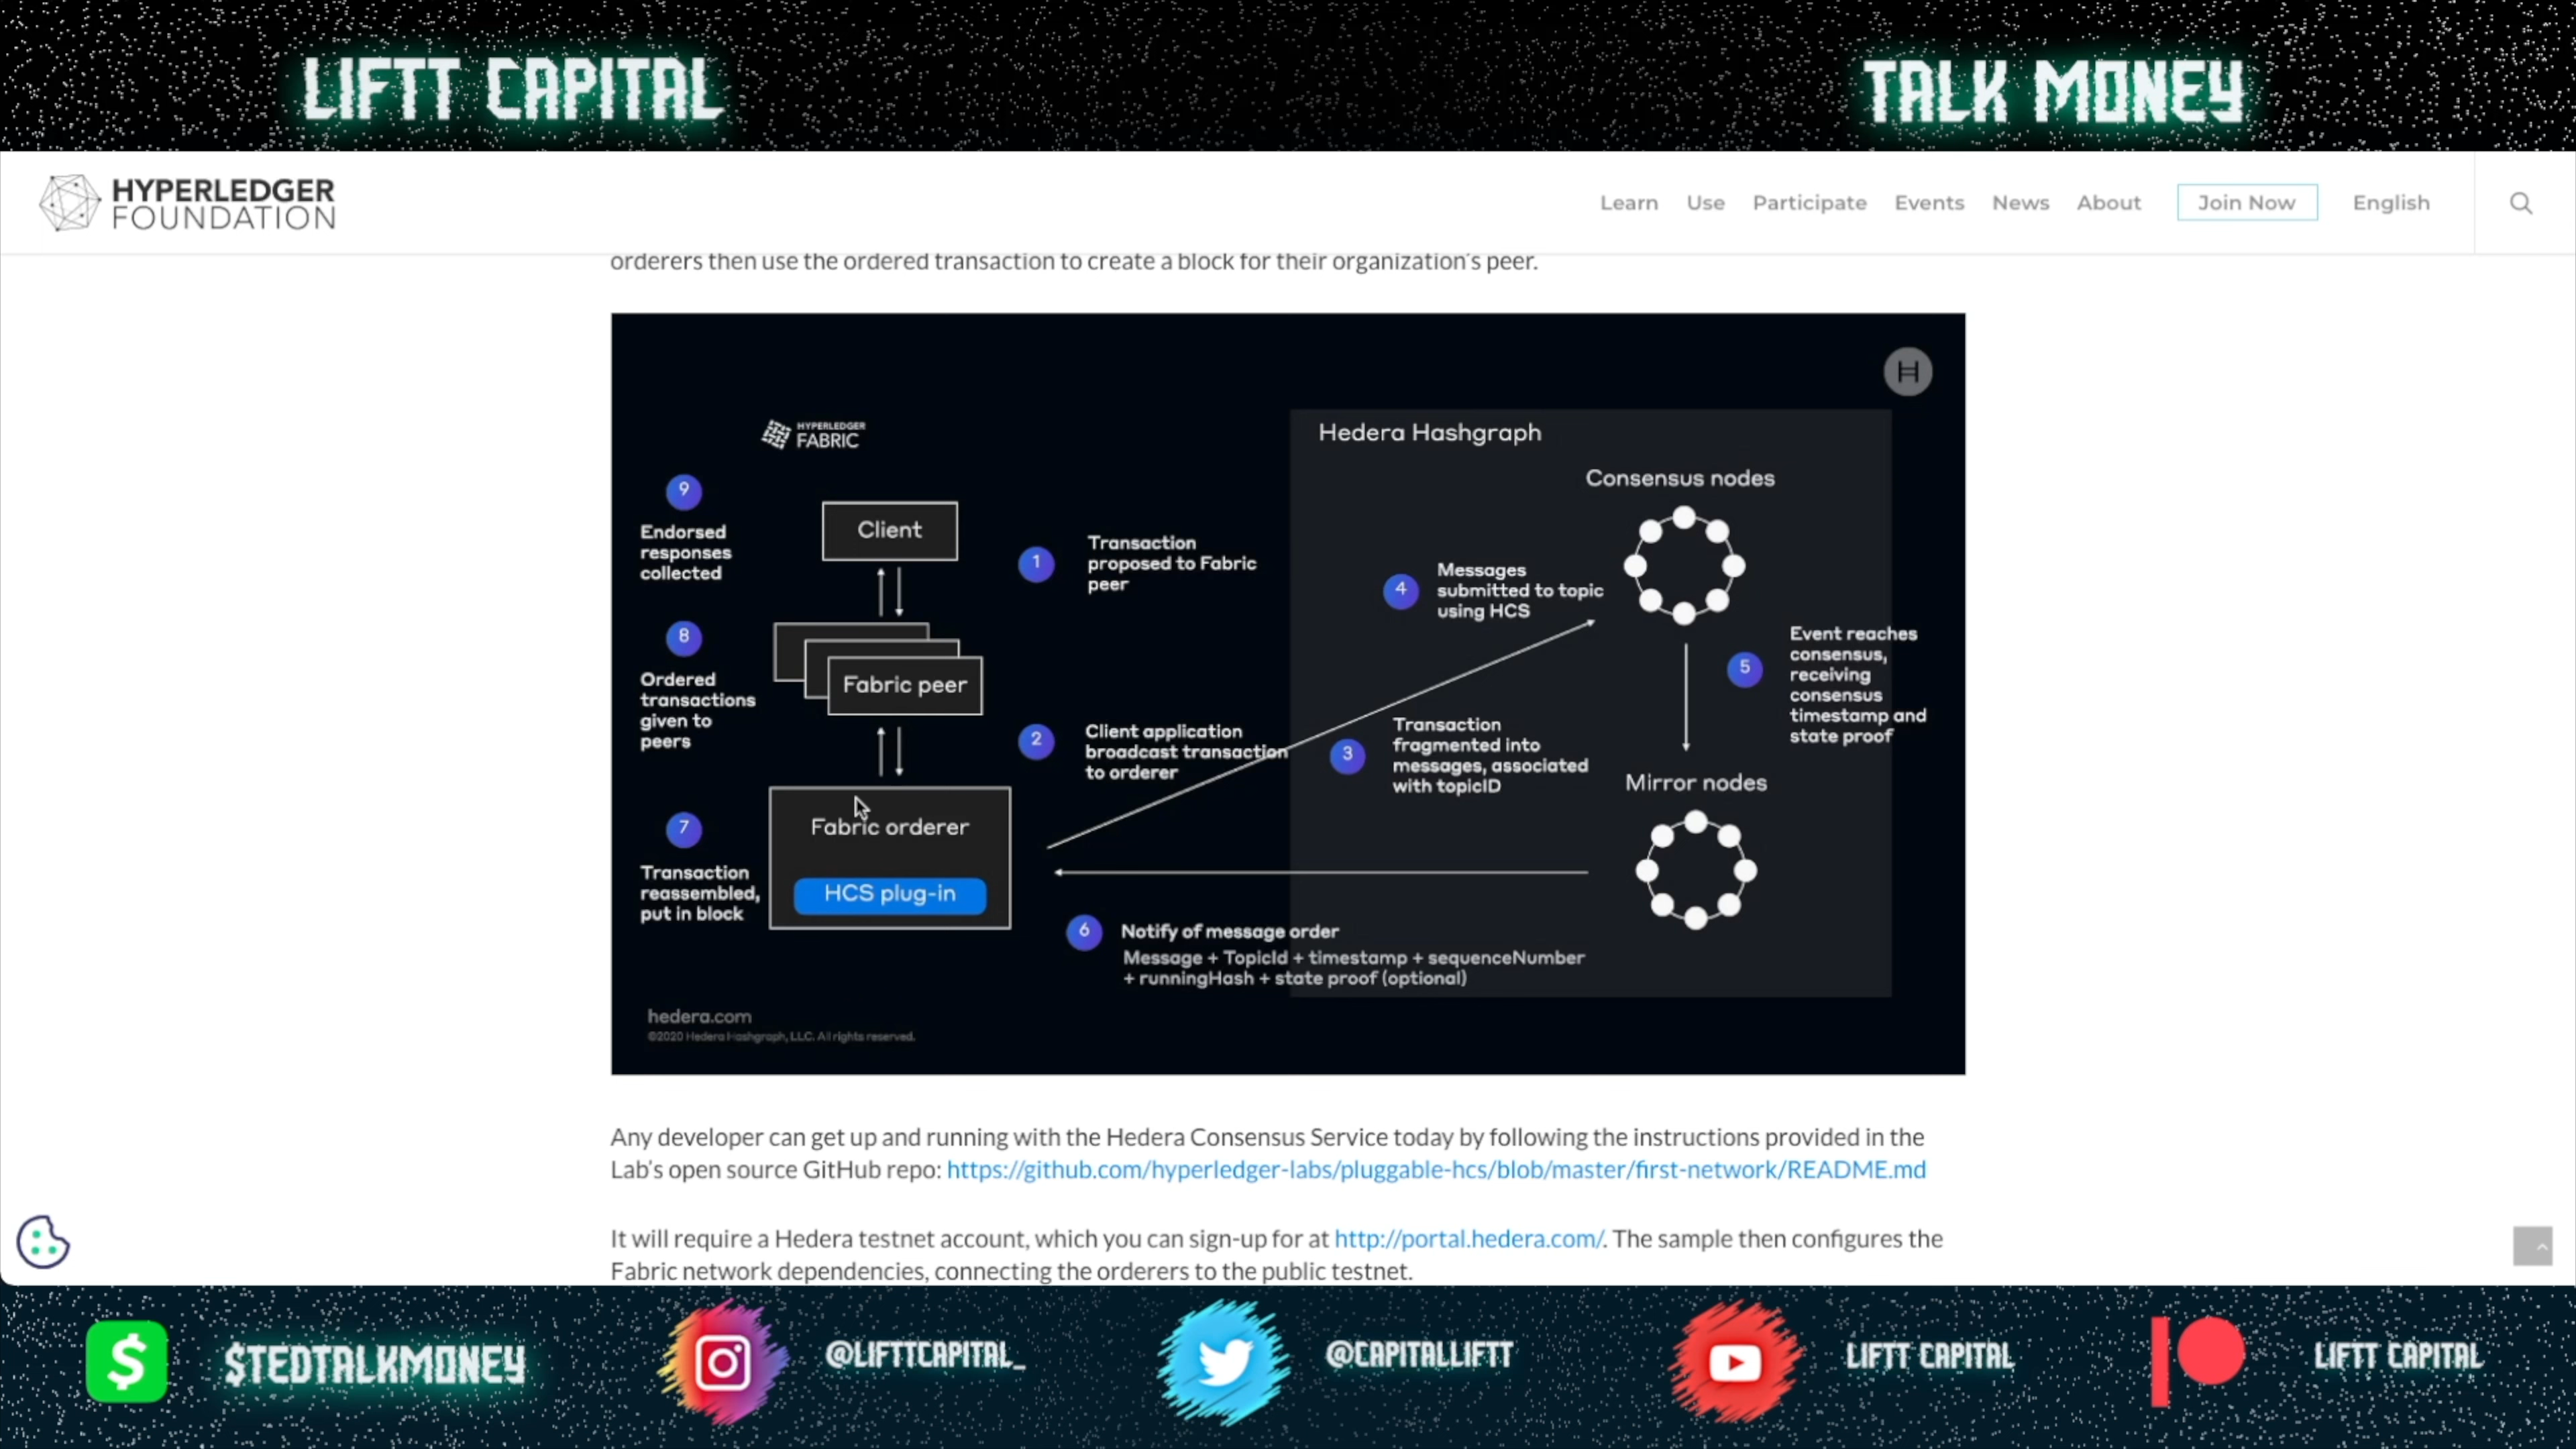 LIFTT CAPITAL
TALK MONEY
HYPERLEDGER
FOUNDATION
Learn Use Participate Events News About Join Now English
orderers then use the ordered transaction to create a block for their organization's peer.
HYPERLEDGER
FABRIC
Hedera Hashgraph
Consensus nodes
9
Endorsed
responses
collected
Client
1
Transaction
proposed to Fabric
peer
4
Messages
submitted to topic
using HCS
8
Ordered
transactions
given to
peers
Fabric peer
5
Event reaches
consensus,
receiving
consensus
timestamp and
state proof
2
Client application
broadcast transaction
to orderer
3
Transaction
fragmented into
messages, associated
with topicID
Mirror nodes
7
Transaction
reassembled,
put in block
Fabric orderer
HCS plug-in
6
Notify of message order
Message + TopicId + timestamp + sequenceNumber
+ runningHash + state proof (optional)
hedera.com
©2020 Hedera Hashgraph, LLC. All rights reserved.
Any developer can get up and running with the Hedera Consensus Service today by following the instructions provided in the
Lab's open source GitHub repo: https://github.com/hyperledger-labs/pluggable-hcs/blob/master/first-network/README.md
It will require a Hedera testnet account, which you can sign-up for at http://portal.hedera.com/. The sample then configures the
Fabric network dependencies, connecting the orderers to the public testnet.
$TEDTALKMONEY
@LIFTTCAPITAL_
@CAPITALLIFTT
LIFTT CAPITAL
LIFTT CAPITAL